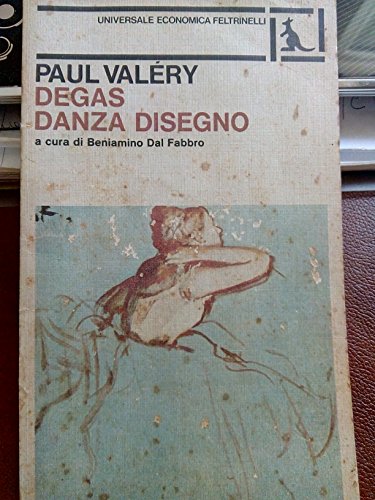 UNIVERSALE ECONOMICA FELTRINELLI
PAUL VALÉRY
DEGAS
DANZA DISEGNO
a cura di Beniamino Dal Fabbro